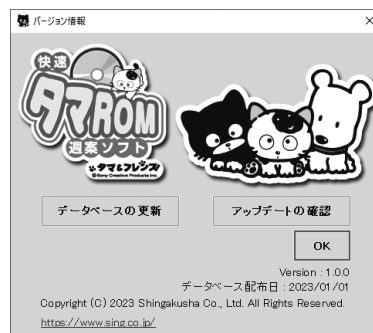 バージョン情報
快速
タマROM
週案ソフト
タマ&フレンズ
©Sony Creative Products Inc.
データベースの更新
アップデートの確認
OK
Version : 1.0.0
データベース配布日 : 2023/01/01
Copyright (C) 2023 Shingakusha Co., Ltd. All Rights Reserved.
https://www.sing.co.jp/